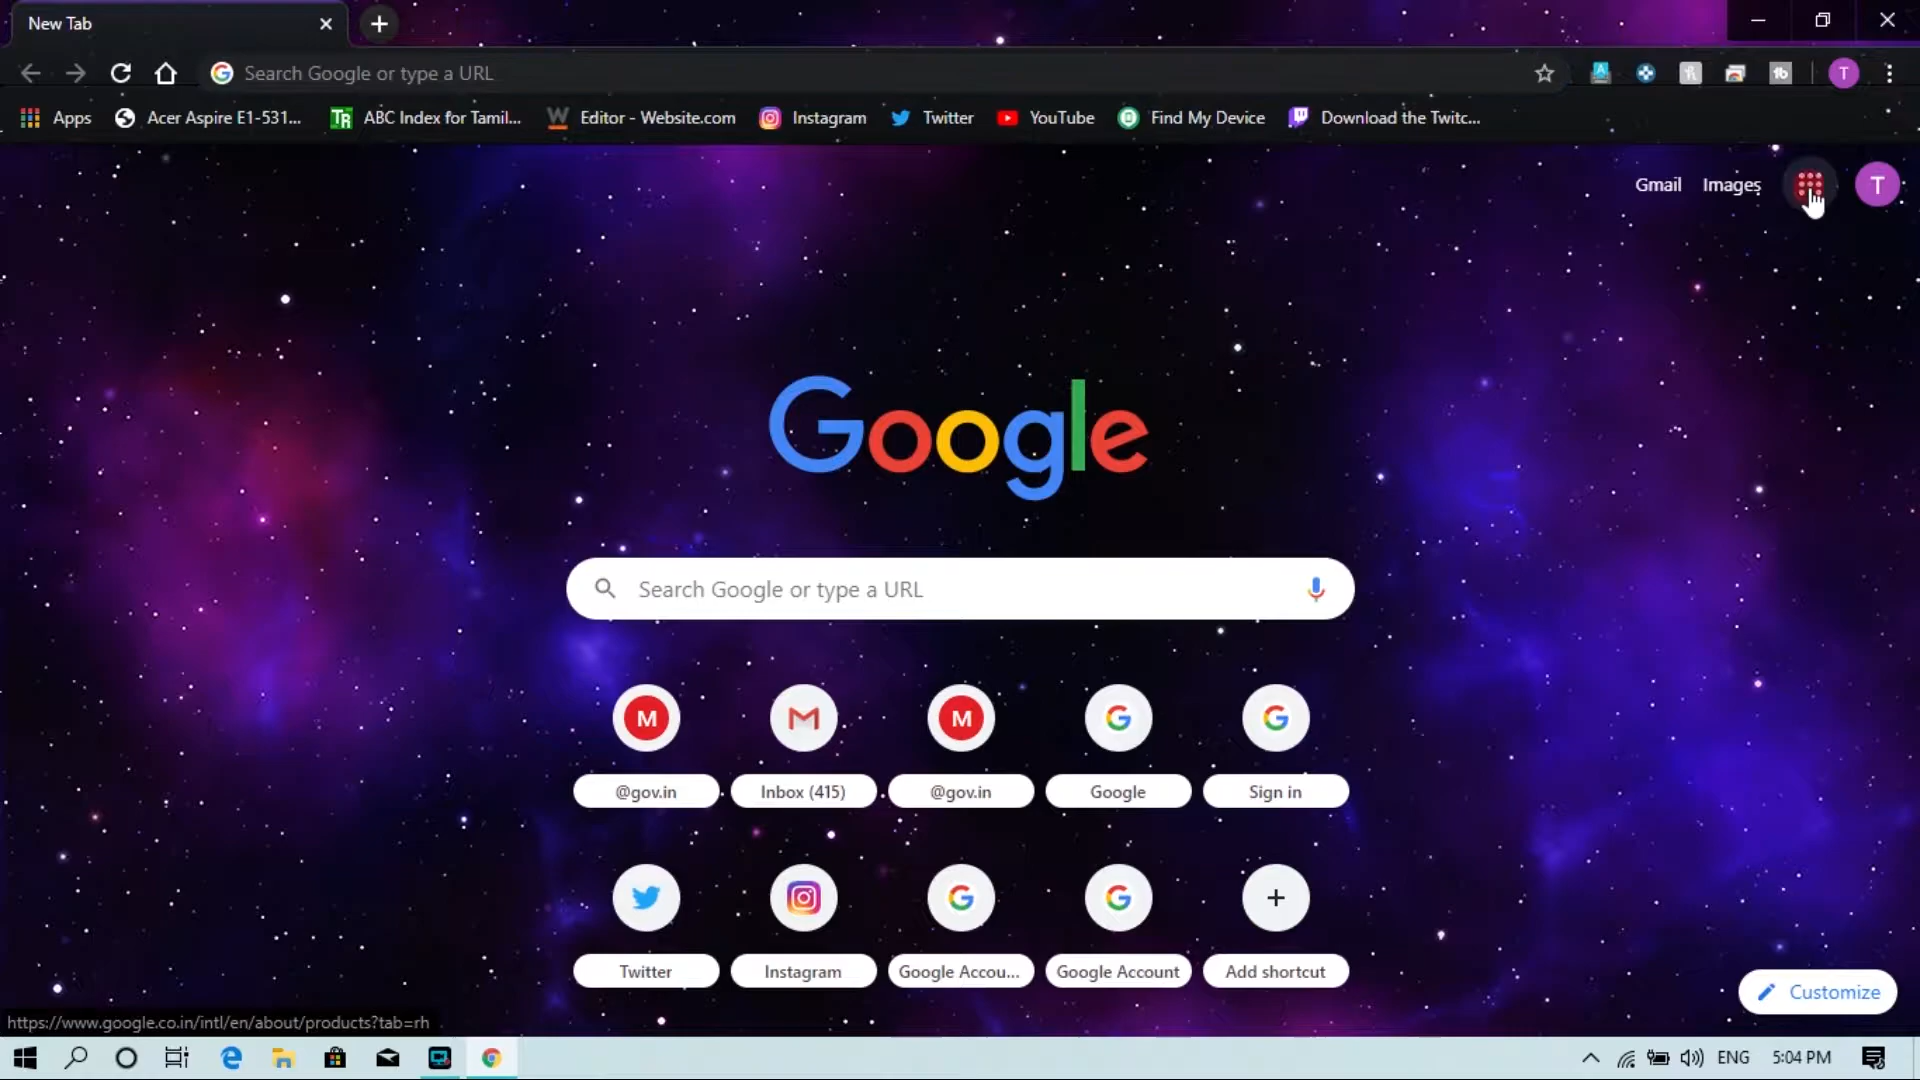 New Tab
Search Google or type a URL
T
Apps
Acer Aspire E1-531...
TR
ABC Index for Tamil...
Editor - Website.com
Instagram
Twitter
YouTube
Find My Device
Download the Twitc...
Gmail
Images
T
Google
Search Google or type a URL
M
M
@gov.in
Inbox (415)
@gov.in
Google
Sign in
Twitter
Instagram
Google Accou...
Google Account
Add shortcut
Customize
https://www.google.co.in/intl/en/about/products?tab=rh
ENG
5:04 PM